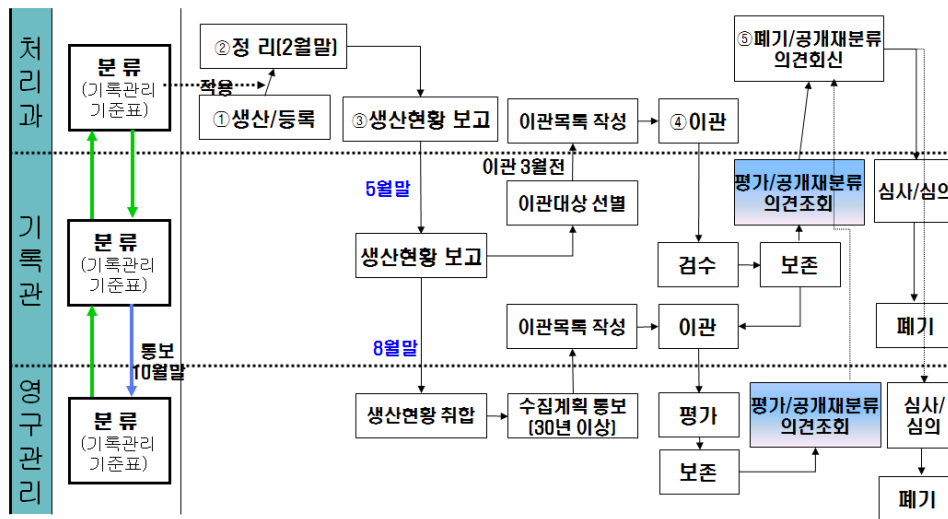 처리과
분 류
(기록관리
기준표)
적용
②정 리(2월말)
①생산/등록
③생산현황 보고
이관목록 작성
④이관
⑤폐기/공개재분류
의견회신
기록관
분 류
(기록관리
기준표)
5월말
생산현황 보고
이관 3월전
이관대상 선별
평가/공개재분류
의견조회
심사/심의
검수
보존
이관목록 작성
이관
폐기
통보
10월말
8월말
영구관리
분 류
(기록관리
기준표)
생산현황 취합
수집계획 통보
(30년 이상)
평가
보존
평가/공개재분류
의견조회
심사/
심의
폐기